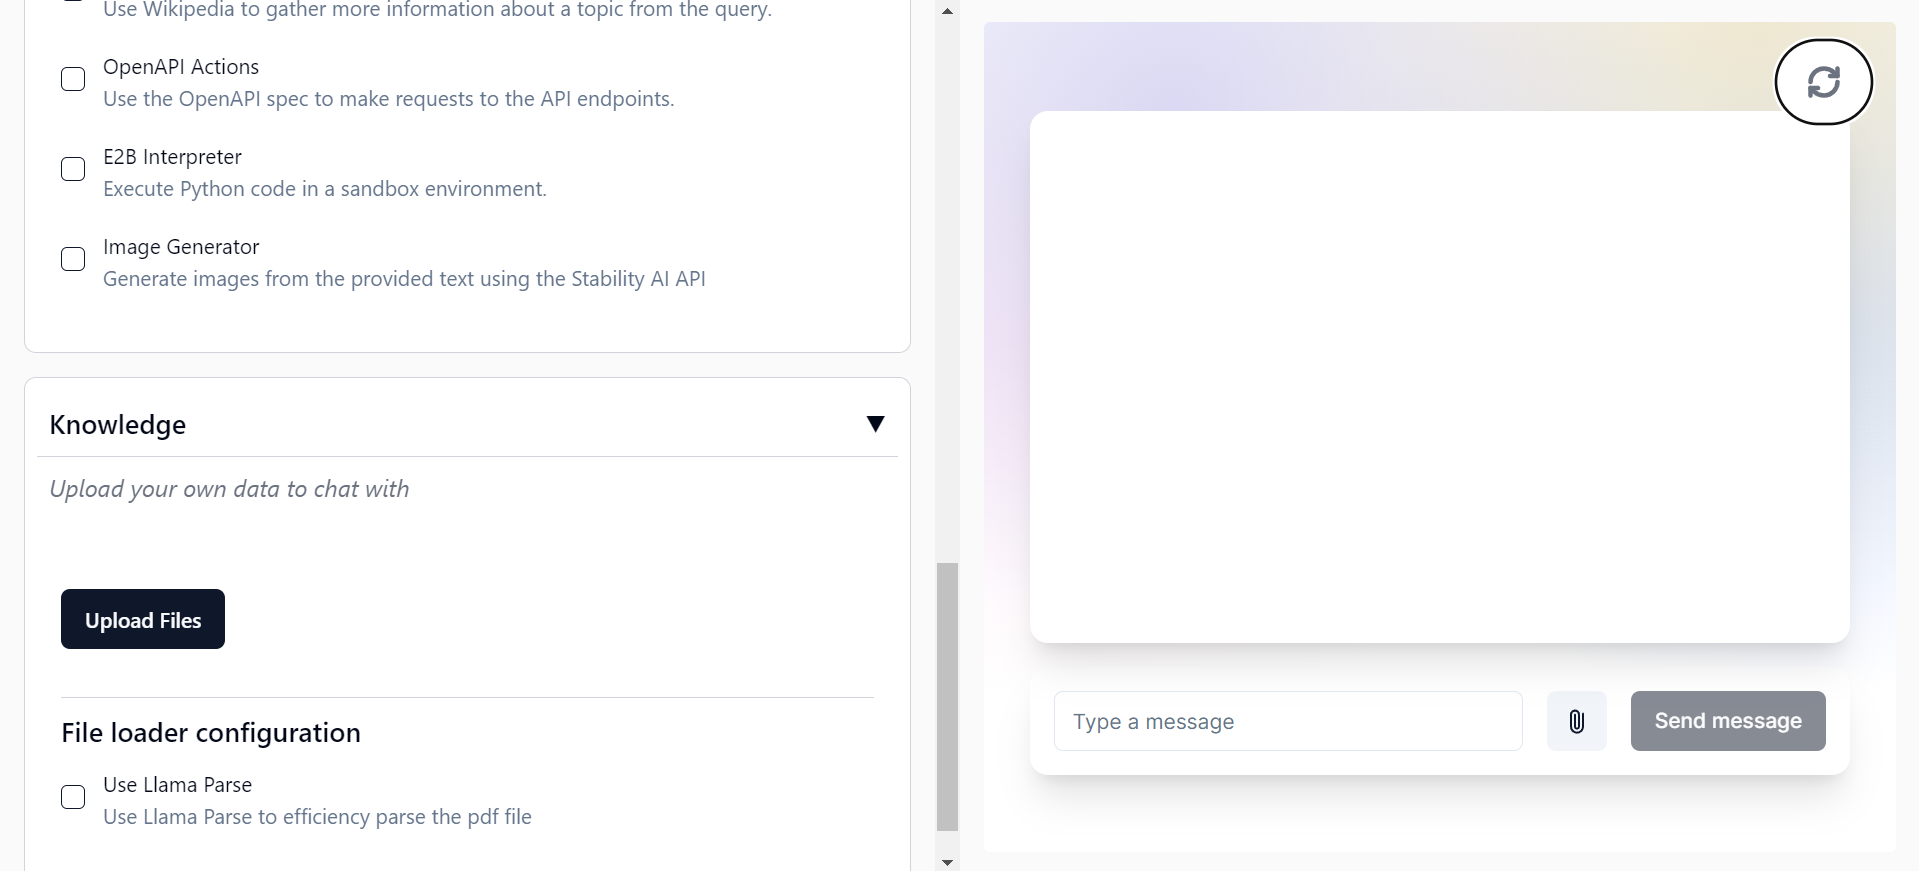 Use Wikipedia to gather more information about a topic from the query.
OpenAPI Actions
Use the OpenAPI spec to make requests to the API endpoints.
E2B Interpreter
Execute Python code in a sandbox environment.
Image Generator
Generate images from the provided text using the Stability AI API
Knowledge
Upload your own data to chat with
Upload Files
File loader configuration
Use Llama Parse
Use Llama Parse to efficiency parse the pdf file
Type a message
Send message